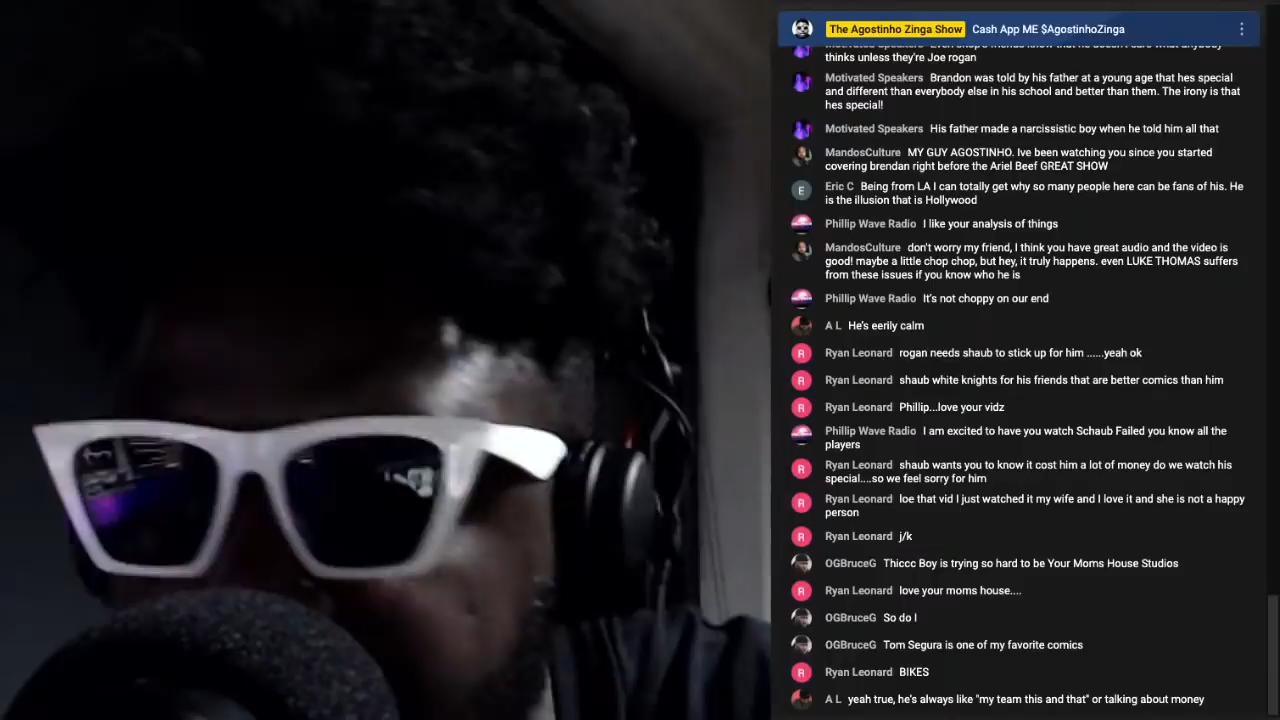 The Agostinho Zinga Show Cash App ME $AgostinhoZinga
thinks unless they're Joe rogan
Motivated Speakers Brandon was told by his father at a young age that hes special
and different than everybody else in his school and better than them. The irony is that
hes special!
Motivated Speakers His father made a narcissistic boy when he told him all that
MandosCulture MY GUY AGOSTINHO. Ive been watching you since you started
covering brendan right before the Ariel Beef GREAT SHOW
E Eric C Being from LA I can totally get why so many people here can be fans of his. He
is the illusion that is Hollywood
Phillip Wave Radio I like your analysis of things
MandosCulture don't worry my friend, I think you have great audio and the video is
good! maybe a little chop chop, but hey, it truly happens. even LUKE THOMAS suffers
from these issues if you know who he is
Phillip Wave Radio It's not choppy on our end
A L He's eerily calm
R Ryan Leonard rogan needs shaub to stick up for him ......yeah ok
R Ryan Leonard shaub white knights for his friends that are better comics than him
R Ryan Leonard Phillip...love your vidz
Phillip Wave Radio I am excited to have you watch Schaub Failed you know all the
players
R Ryan Leonard shaub wants you to know it cost him a lot of money do we watch his
special....so we feel sorry for him
R Ryan Leonard loe that vid I just watched it my wife and I love it and she is not a happy
person
R Ryan Leonard j/k
OGBruceG Thiccc Boy is trying so hard to be Your Moms House Studios
R Ryan Leonard love your moms house....
OGBruceG So do I
OGBruceG Tom Segura is one of my favorite comics
R Ryan Leonard BIKES
A L yeah true, he's always like "my team this and that" or talking about money